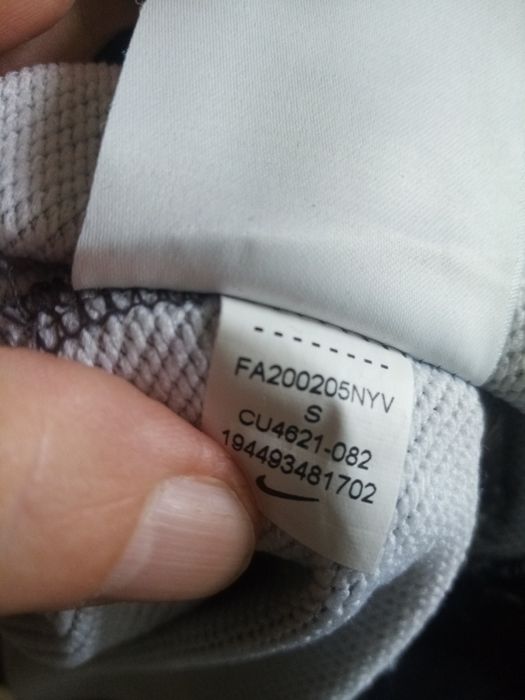 ---------
FA200205NYV
S
CU4621-082
194493481702